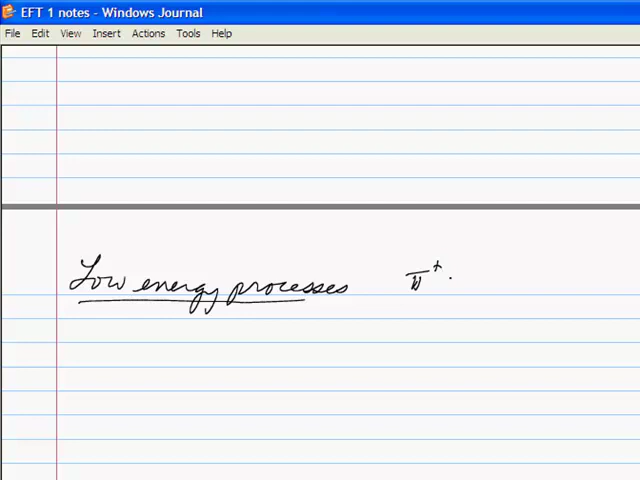 EFT 1 notes - Windows Journal
File Edit View Insert Actions Tools Help
Low energy processes π⁺.